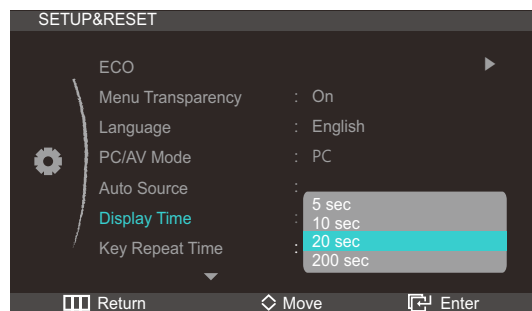 SETUP&RESET
ECO
Menu Transparency : On
Language : English
PC/AV Mode : PC
Auto Source :
Display Time :
Key Repeat Time :
5 sec
10 sec
20 sec
200 sec
Return Move Enter